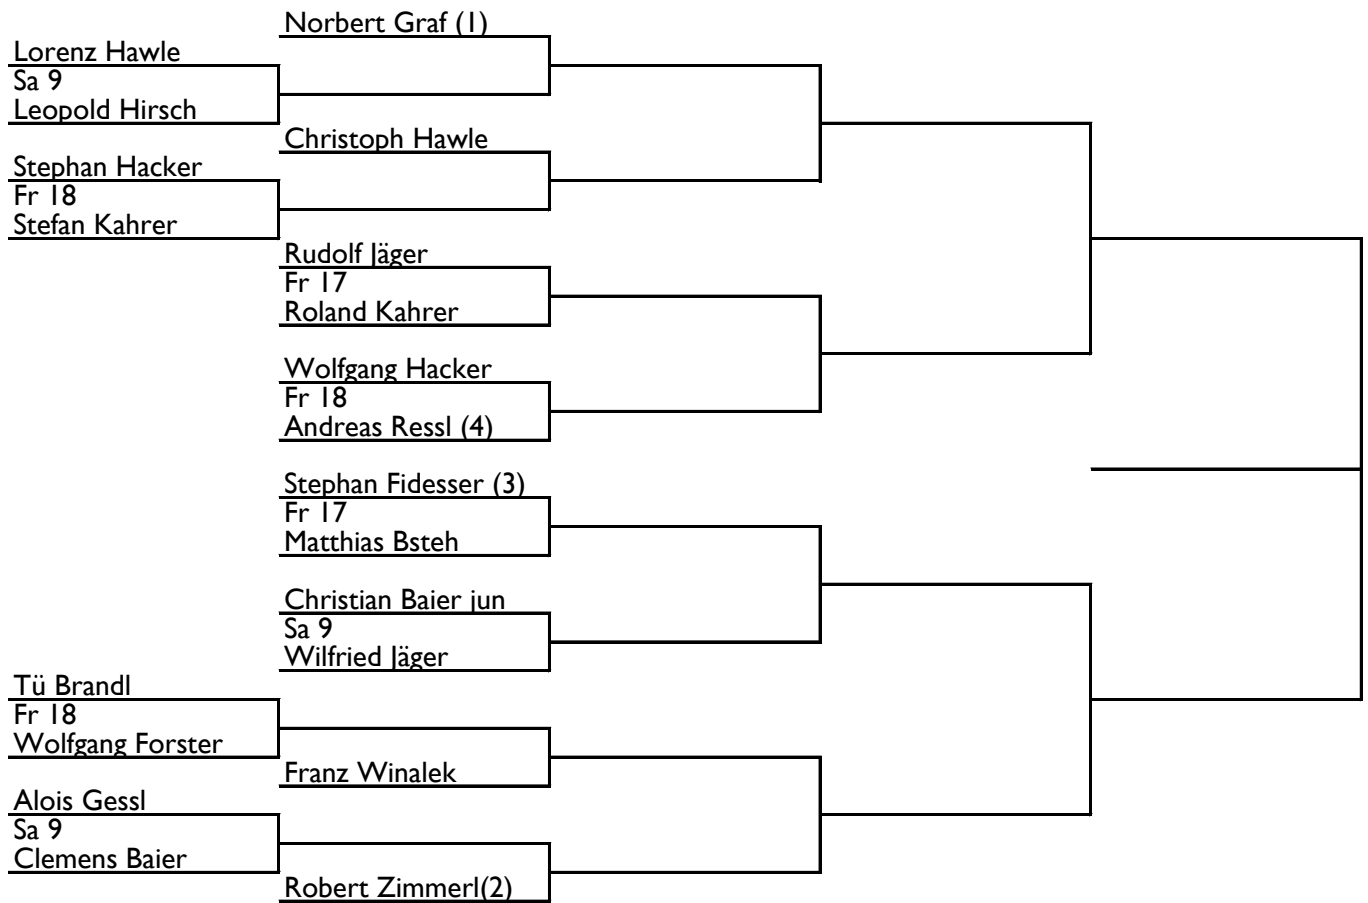 Norbert Graf (1)
Lorenz Hawle
Sa 9
Leopold Hirsch
Christoph Hawle
Stephan Hacker
Fr 18
Stefan Kahrer
Rudolf Jäger
Fr 17
Roland Kahrer
Wolfgang Hacker
Fr 18
Andreas Ressl (4)
Stephan Fidesser (3)
Fr 17
Matthias Bsteh
Christian Baier jun
Sa 9
Wilfried Jäger
Tü Brandl
Fr 18
Wolfgang Forster
Franz Winalek
Alois Gessl
Sa 9
Clemens Baier
Robert Zimmerl(2)